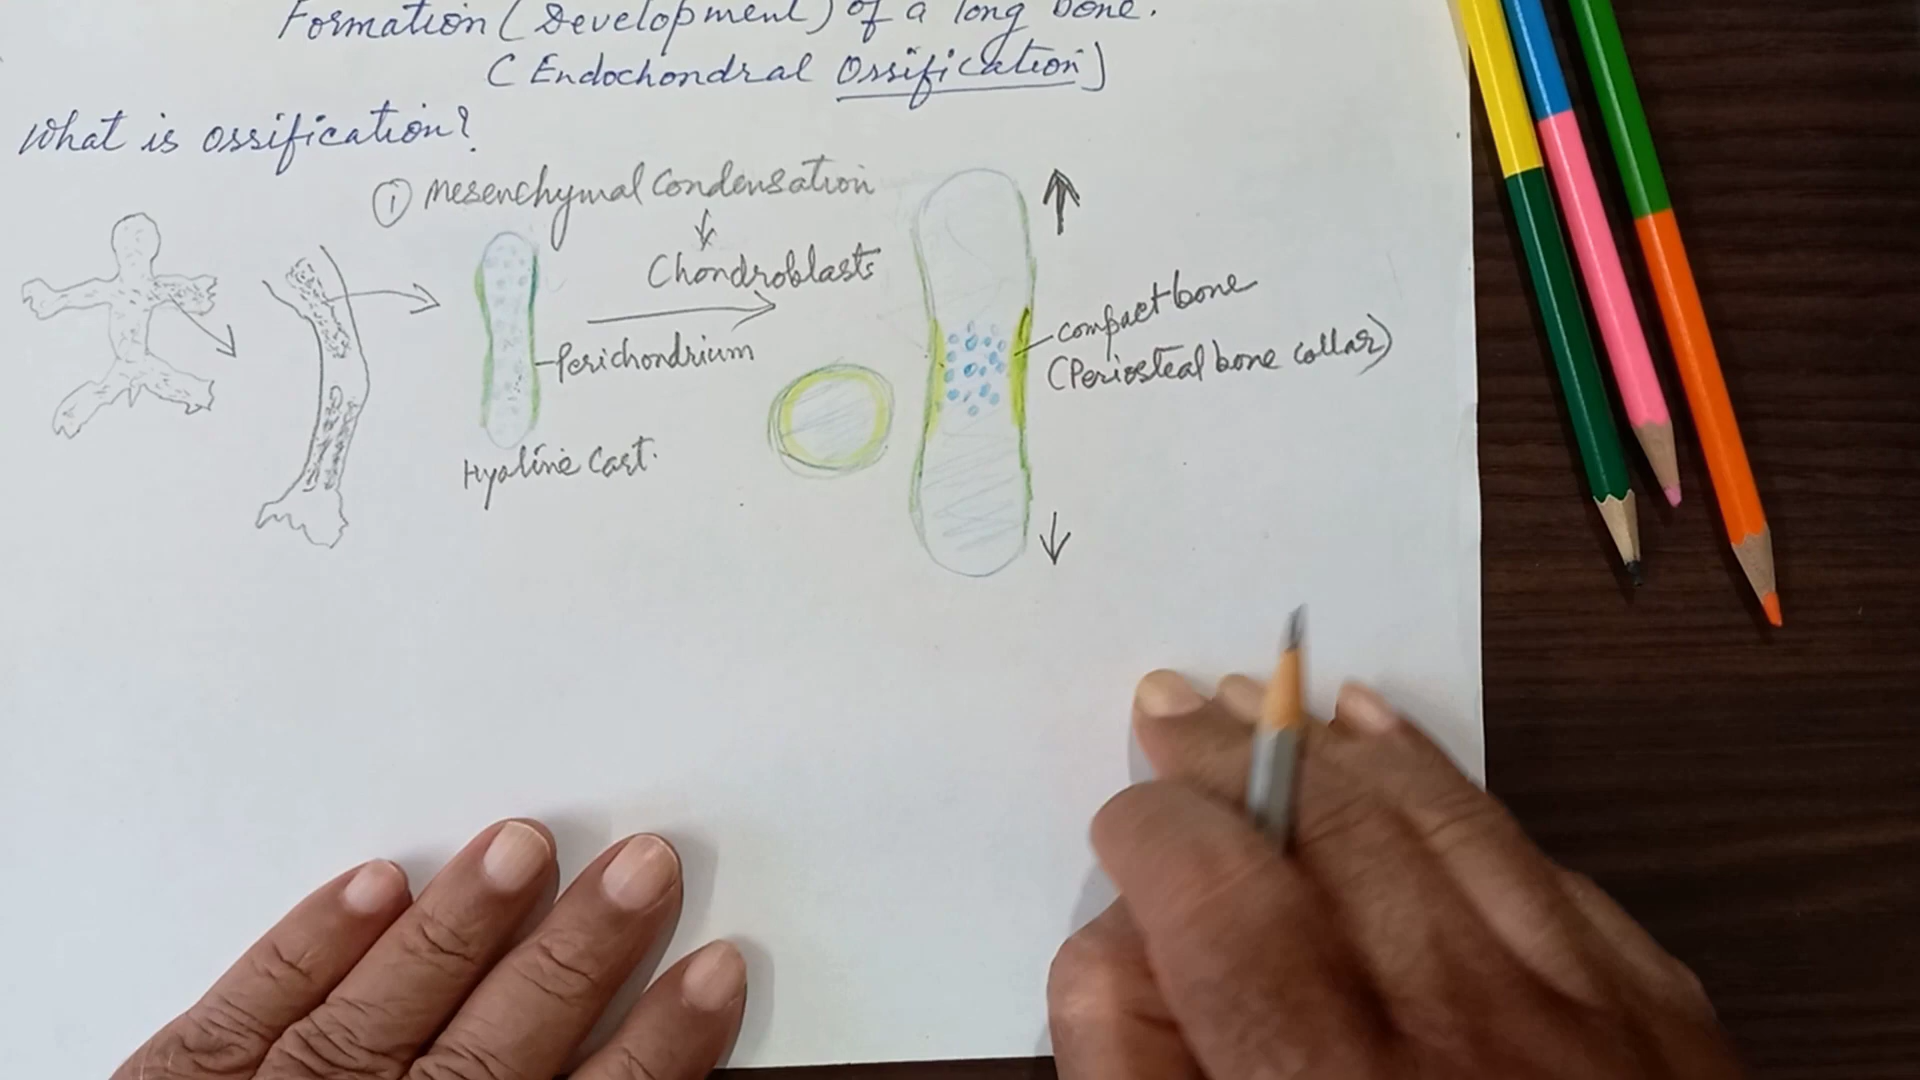 Formation (Development) of a long bone.
(Endochondral Ossification)
What is ossification?
① Mesenchymal Condensation
↓
Chondroblasts
Perichondrium
Hyaline Cart.
compact bone
(Periosteal bone collar)